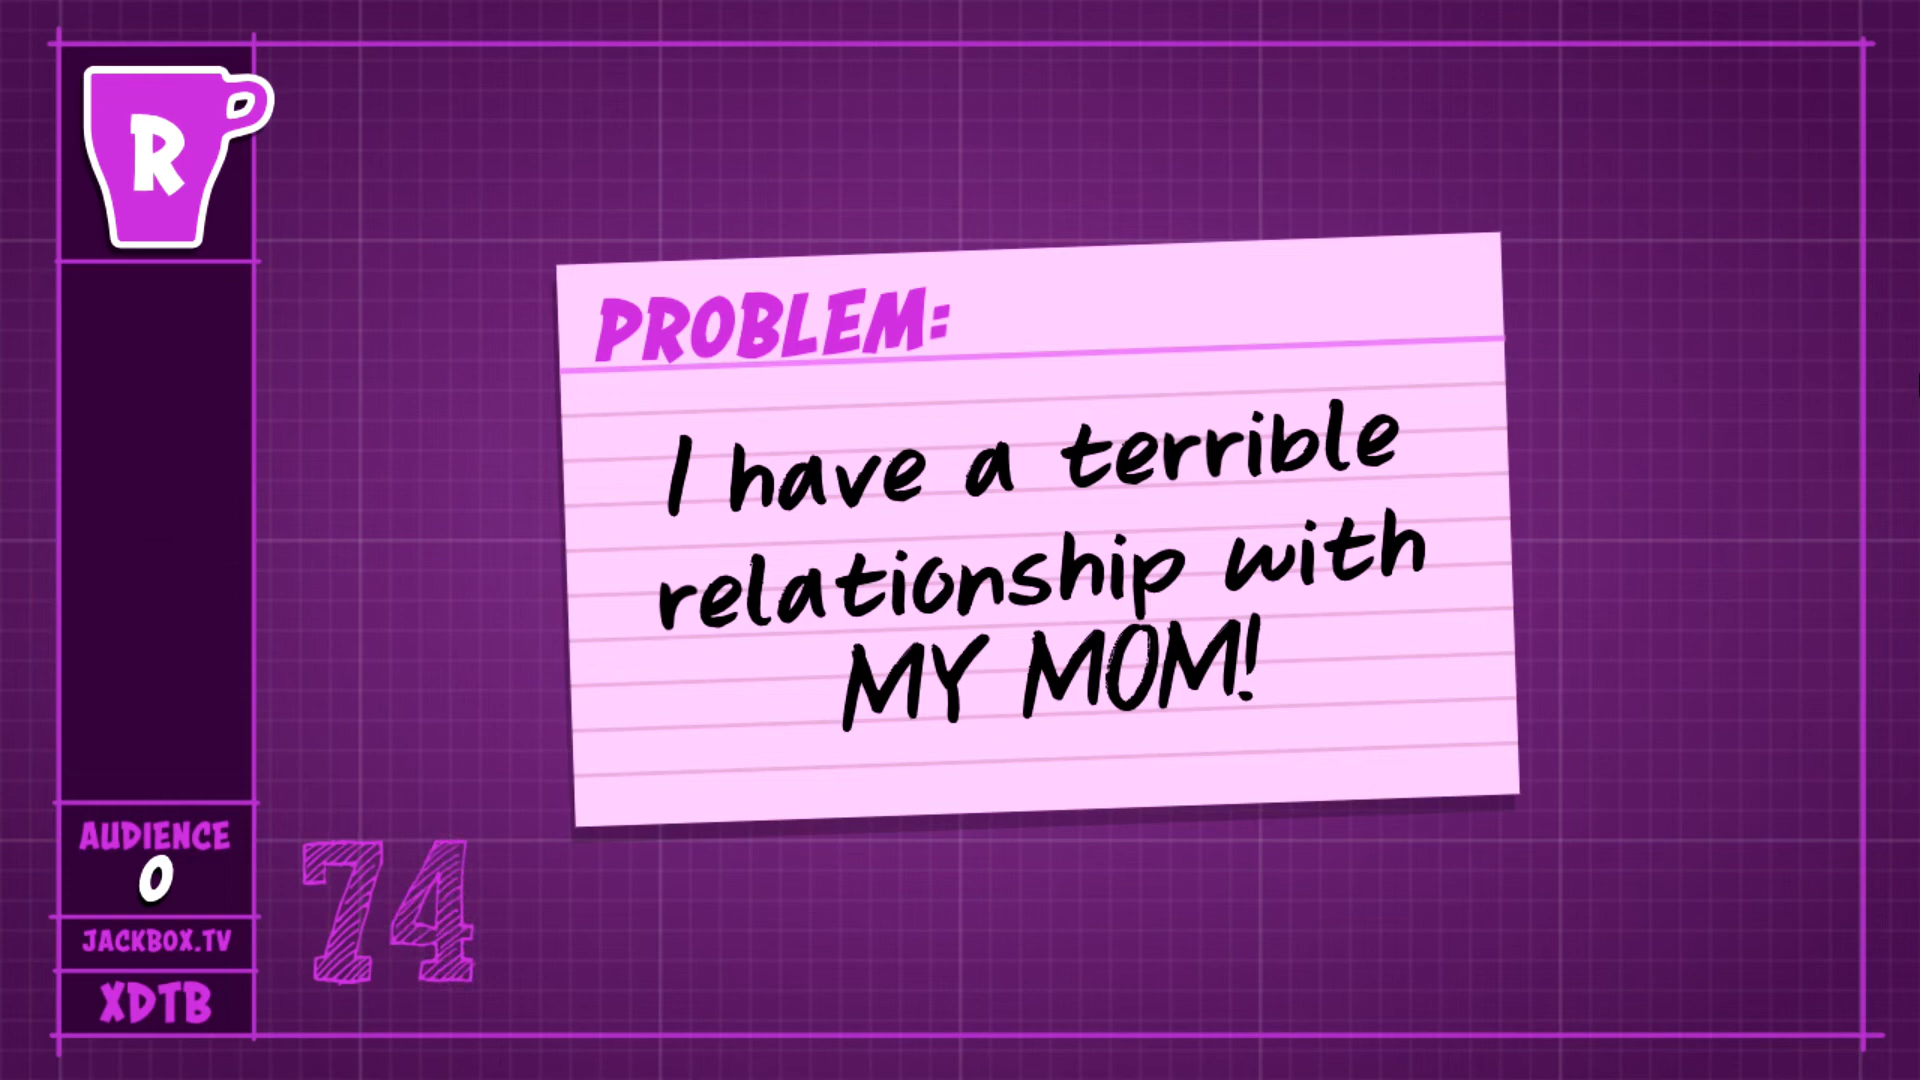 R
PROBLEM:
I have a terrible
relationship with
MY MOM!
AUDIENCE
0
JACKBOX.TV
XDTB
74